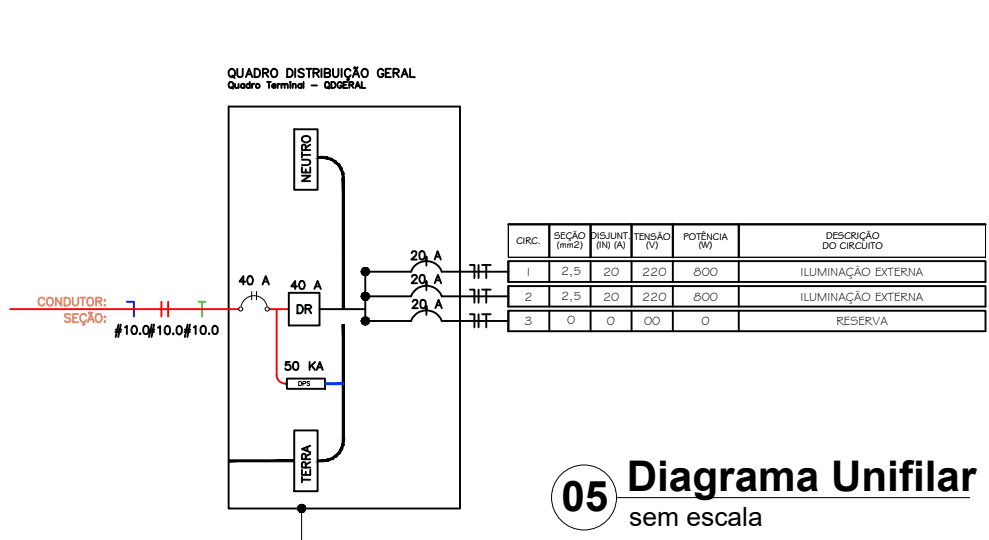 QUADRO DISTRIBUIÇÃO GERAL
Quadro Terminal - QDGERAL
NEUTRO
40 A
40 A
DR
CONDUTOR:
SEÇÃO:
#10.0 #10.0 #10.0
50 KA
DPS
TERRA
20 A
20 A
20 A
CIRC. SEÇÃO (mm2) DISJUNT. (IN) (A) TENSÃO (V) POTÊNCIA (W) DESCRIÇÃO DO CIRCUITO
1 2,5 20 220 800 ILUMINAÇÃO EXTERNA
2 2,5 20 220 800 ILUMINAÇÃO EXTERNA
3 0 0 00 0 RESERVA
05 Diagrama Unifilar
sem escala